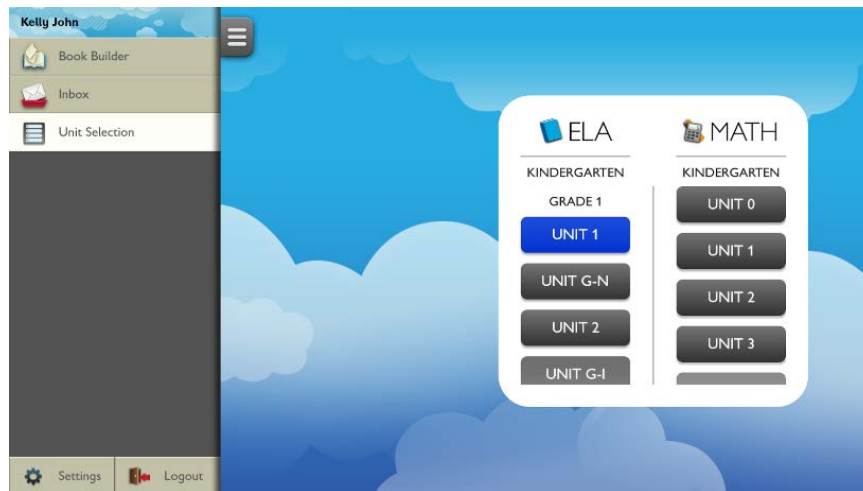 Kelly John
Book Builder
Inbox
Unit Selection
Settings
Logout
ELA
KINDERGARTEN
GRADE 1
UNIT 1
UNIT G-N
UNIT 2
UNIT G-I
MATH
KINDERGARTEN
UNIT 0
UNIT 1
UNIT 2
UNIT 3